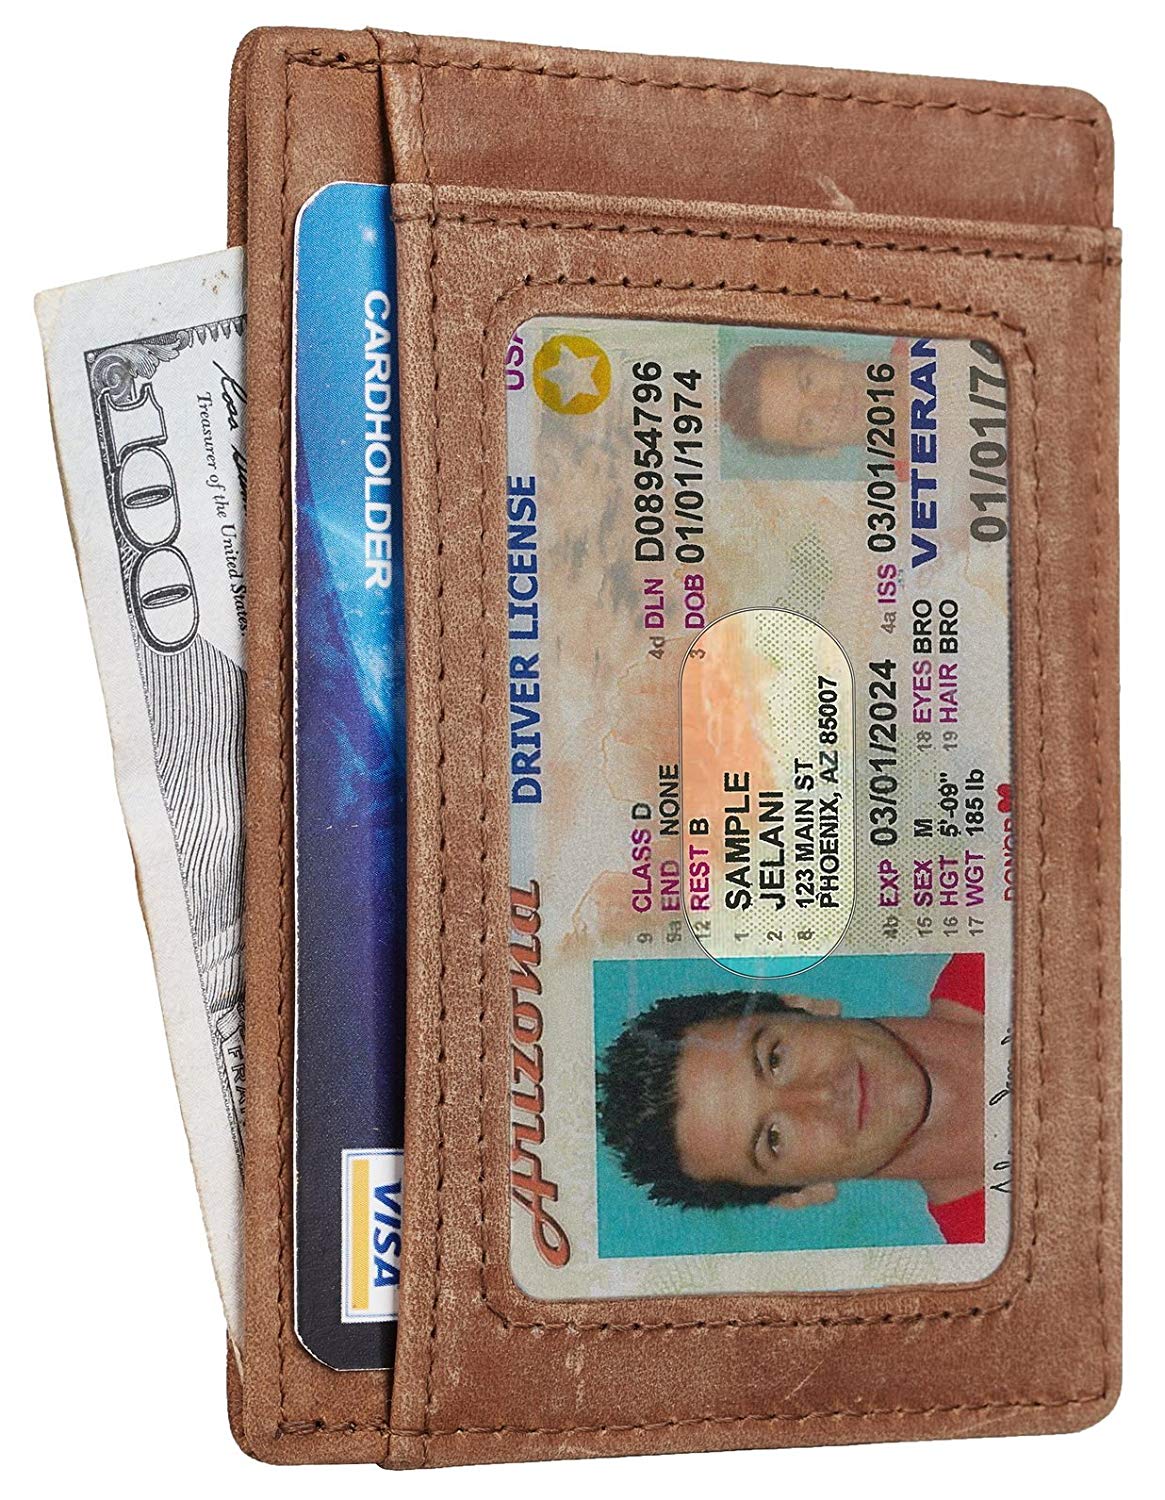 100
Treasurer of the United States.
CARDHOLDER
VISA
Arizona
DRIVER LICENSE
USA
9 CLASS D
9a END NONE
12 REST B
4d DLN D08954796
3 DOB 01/01/1974
1. SAMPLE
2 JELANI
8 123 MAIN ST
PHOENIX, AZ 85007
4b EXP 03/01/2024
4a ISS 03/01/2016
15 SEX M
16 HGT 5'-09"
17 WGT 185 lb
18 EYES BRO
19 HAIR BRO
VETERAN
01/01/74
DONOR